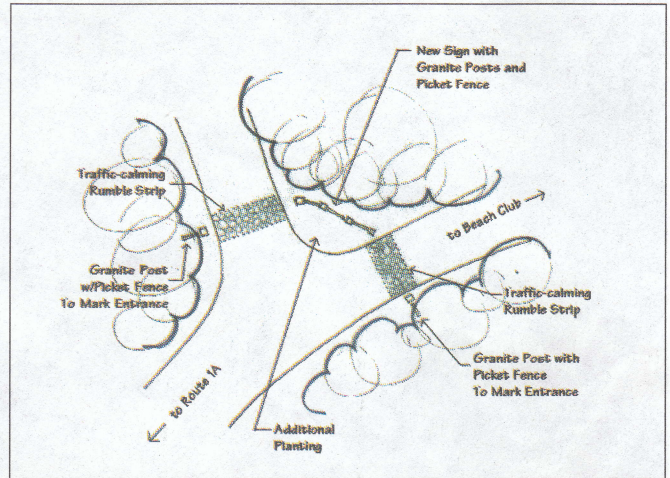 New Sign with
Granite Posts and
Picket Fence
Traffic-calming
Rumble Strip
to Beach Club
Granite Post
w/Picket Fence
To Mark Entrance
Traffic-calming
Rumble Strip
Granite Post with
Picket Fence
To Mark Entrance
to Route 1A
Additional
Planting